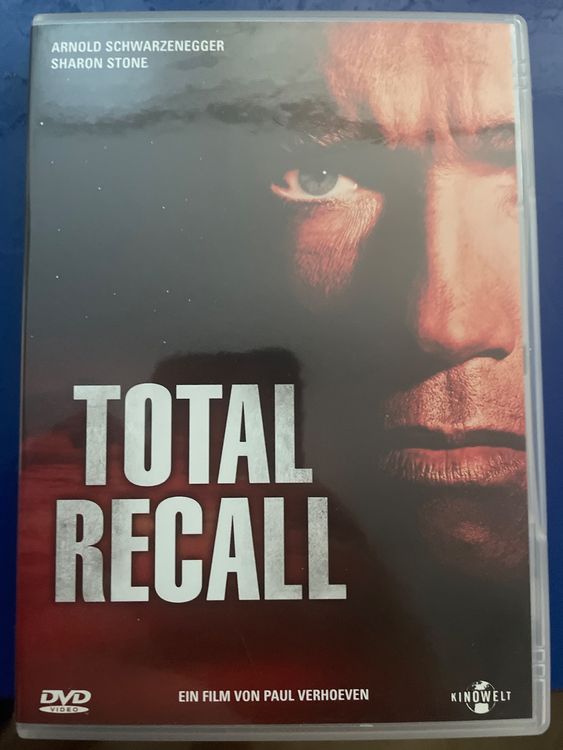 ARNOLD SCHWARZENEGGER
SHARON STONE
TOTAL
RECALL
DVD
VIDEO
EIN FILM VON PAUL VERHOEVEN
KINOWELT